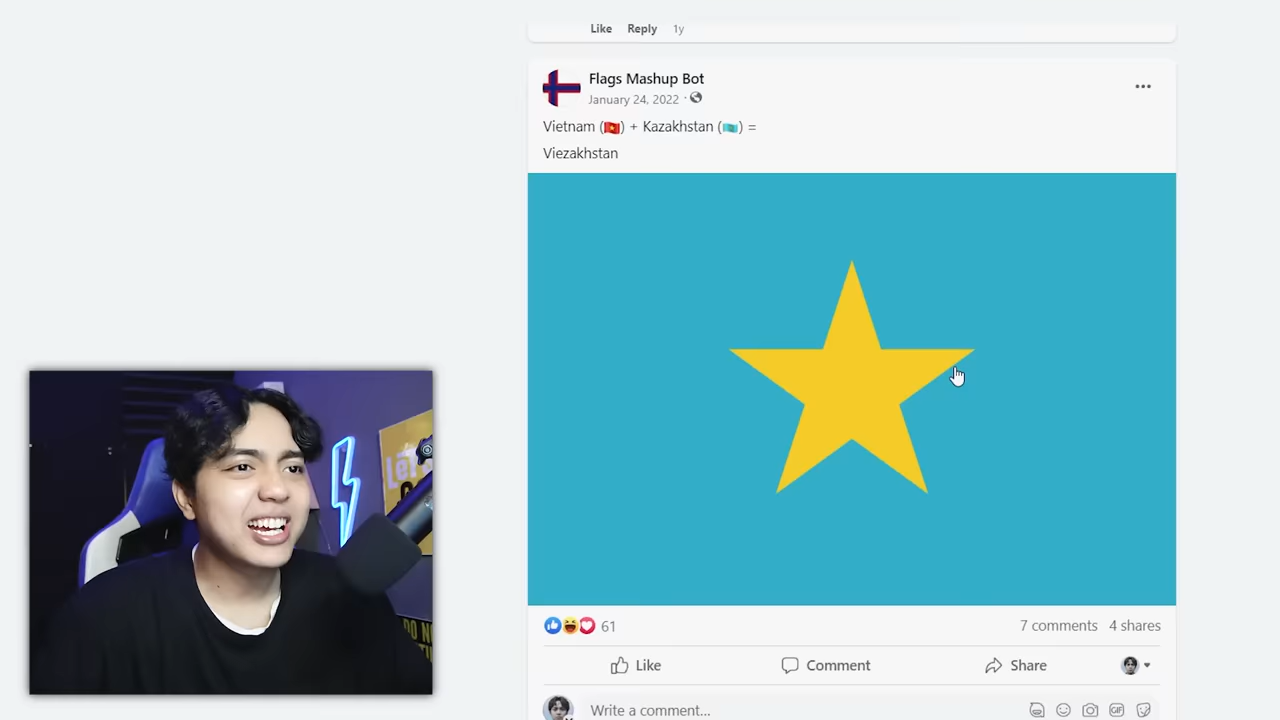 Like Reply 1y
Flags Mashup Bot
January 24, 2022 ·
Vietnam (🇻🇳) + Kazakhstan (🇰🇿) =
Viezakhstan
61 7 comments 4 shares
Like Comment Share
Write a comment...
GIF